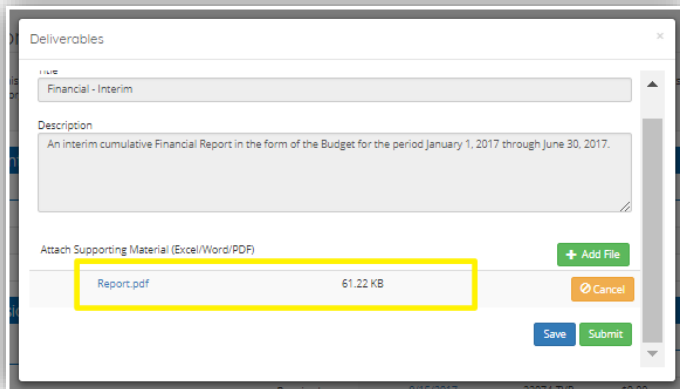 Deliverables ×
Title
Financial - Interim
Description
An interim cumulative Financial Report in the form of the Budget for the period January 1, 2017 through June 30, 2017.
Attach Supporting Material (Excel/Word/PDF)
+ Add File
Report.pdf 61.22 KB
Cancel
Save Submit